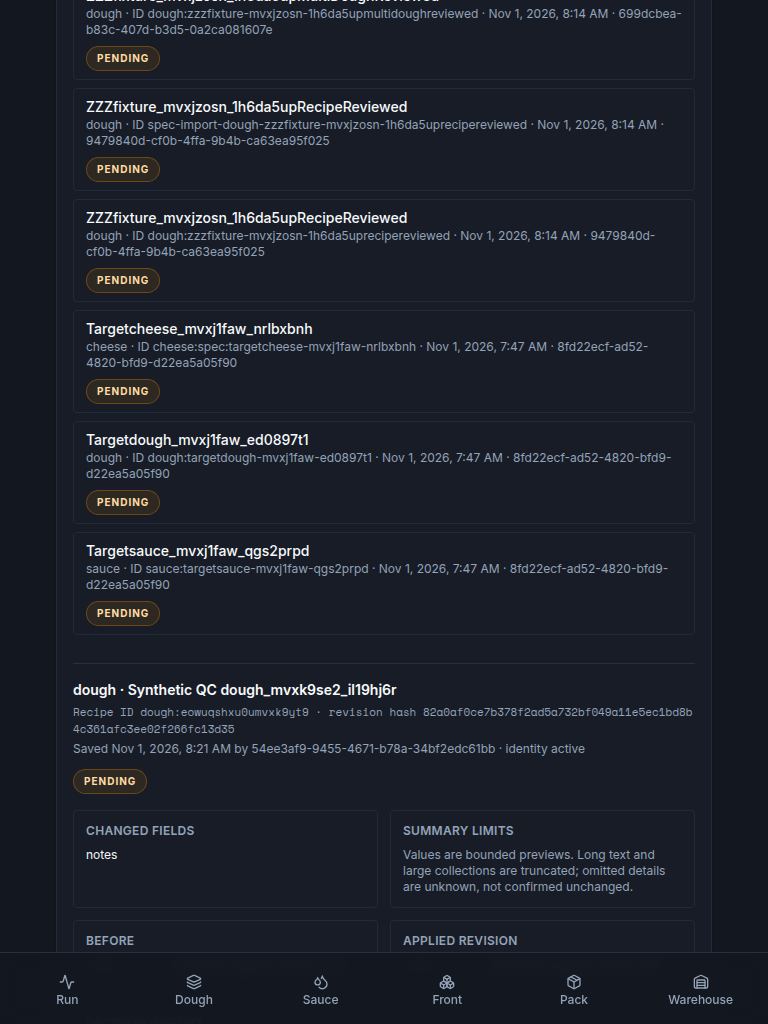 dough · ID dough:zzzfixture-mvxjzosn-1h6da5upmultidoughreviewed · Nov 1, 2026, 8:14 AM · 699dcbea-
b83c-407d-b3d5-0a2ca081607e
PENDING
ZZZfixture_mvxjzosn_1h6da5upRecipeReviewed
dough · ID spec-import-dough-zzzfixture-mvxjzosn-1h6da5uprecipereviewed · Nov 1, 2026, 8:14 AM ·
9479840d-cf0b-4ffa-9b4b-ca63ea95f025
PENDING
ZZZfixture_mvxjzosn_1h6da5upRecipeReviewed
dough · ID dough:zzzfixture-mvxjzosn-1h6da5uprecipereviewed · Nov 1, 2026, 8:14 AM · 9479840d-
cf0b-4ffa-9b4b-ca63ea95f025
PENDING
Targetcheese_mvxj1faw_nrlbxbnh
cheese · ID cheese:spec:targetcheese-mvxj1faw-nrlbxbnh · Nov 1, 2026, 7:47 AM · 8fd22ecf-ad52-
4820-bfd9-d22ea5a05f90
PENDING
Targetdough_mvxj1faw_ed0897t1
dough · ID dough:targetdough-mvxj1faw-ed0897t1 · Nov 1, 2026, 7:47 AM · 8fd22ecf-ad52-4820-bfd9-
d22ea5a05f90
PENDING
Targetsauce_mvxj1faw_qgs2prpd
sauce · ID sauce:targetsauce-mvxj1faw-qgs2prpd · Nov 1, 2026, 7:47 AM · 8fd22ecf-ad52-4820-bfd9-
d22ea5a05f90
PENDING
dough · Synthetic QC dough_mvxk9se2_il19hj6r
Recipe ID dough:eowuqshxu0umvxk9yt9 · revision hash 82a0af0ce7b378f2ad5a732bf049a11e5ec1bd8b
4c361afc3ee02f266fc13d35
Saved Nov 1, 2026, 8:21 AM by 54ee3af9-9455-4671-b78a-34bf2edc61bb · identity active
PENDING
CHANGED FIELDS
notes
SUMMARY LIMITS
Values are bounded previews. Long text and
large collections are truncated; omitted details
are unknown, not confirmed unchanged.
BEFORE
APPLIED REVISION
Run
Dough
Sauce
Front
Pack
Warehouse